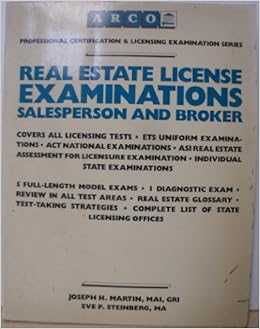 ARCO
PROFESSIONAL CERTIFICATION & LICENSING EXAMINATION SERIES
REAL ESTATE LICENSE
EXAMINATIONS
SALESPERSON AND BROKER
COVERS ALL LICENSING TESTS • ETS UNIFORM EXAMINA-
TIONS • ACT NATIONAL EXAMINATIONS • ASI REAL ESTATE
ASSESSMENT FOR LICENSURE EXAMINATION • INDIVIDUAL
STATE EXAMINATIONS
5 FULL-LENGTH MODEL EXAMS • 1 DIAGNOSTIC EXAM •
REVIEW IN ALL TEST AREAS • REAL ESTATE GLOSSARY •
TEST-TAKING STRATEGIES • COMPLETE LIST OF STATE
LICENSING OFFICES
JOSEPH H. MARTIN, MAI, GRI
EVE P. STEINBERG, MA